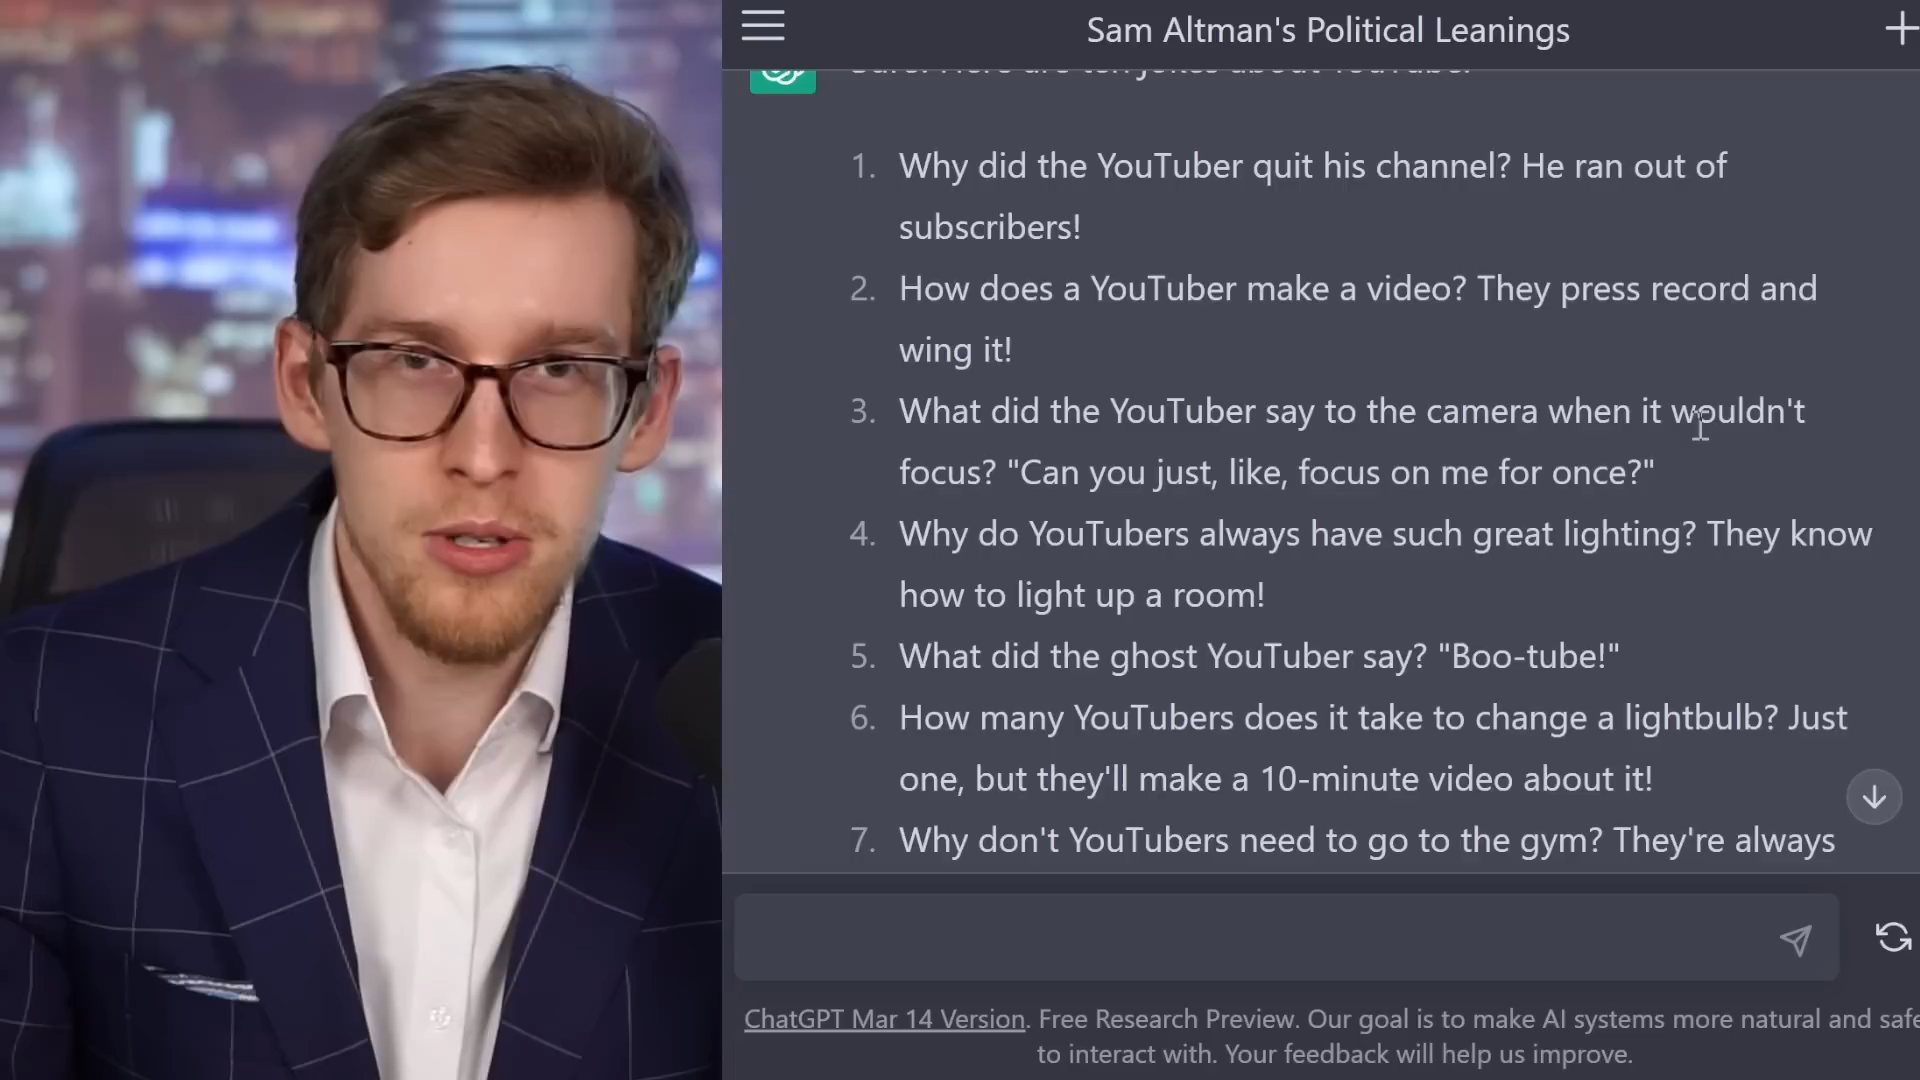 Sam Altman's Political Leanings
Sure! Here are ten jokes about YouTube:
1. Why did the YouTuber quit his channel? He ran out of
subscribers!
2. How does a YouTuber make a video? They press record and
wing it!
3. What did the YouTuber say to the camera when it wouldn't
focus? "Can you just, like, focus on me for once?"
4. Why do YouTubers always have such great lighting? They know
how to light up a room!
5. What did the ghost YouTuber say? "Boo-tube!"
6. How many YouTubers does it take to change a lightbulb? Just
one, but they'll make a 10-minute video about it!
7. Why don't YouTubers need to go to the gym? They're always
ChatGPT Mar 14 Version. Free Research Preview. Our goal is to make AI systems more natural and safe
to interact with. Your feedback will help us improve.